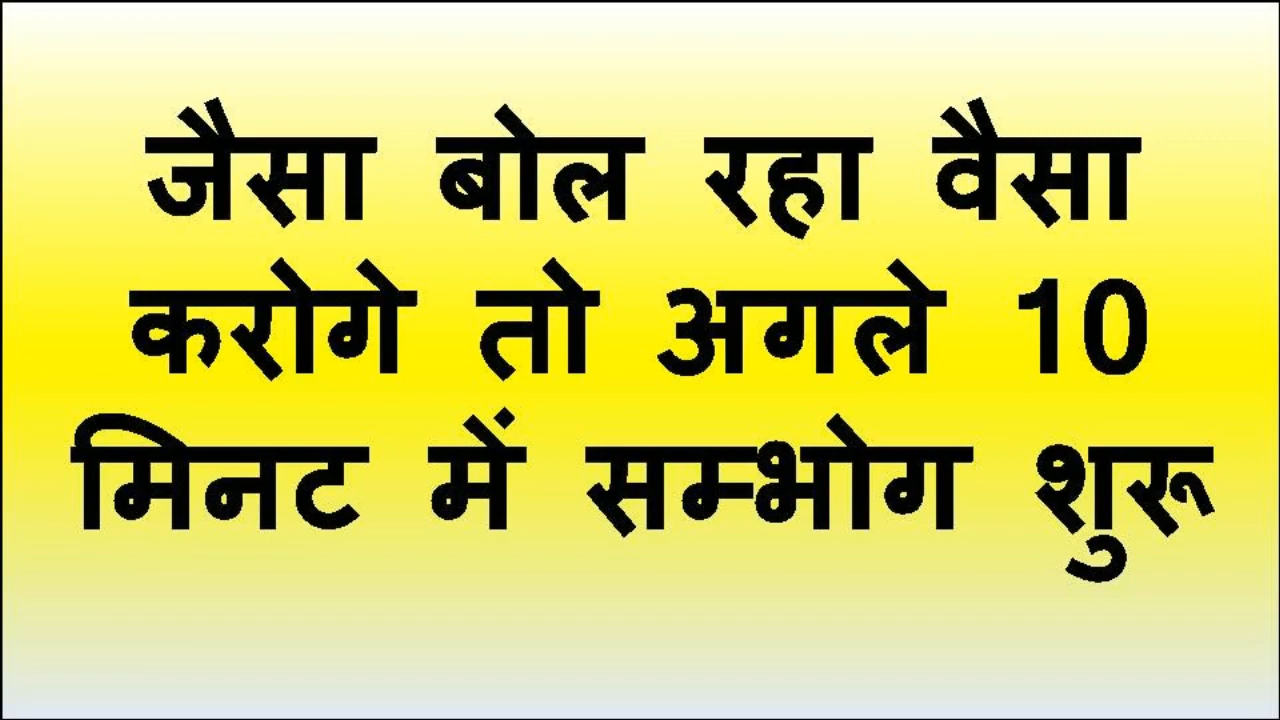 जैसा बोल रहा वैसा
करोगे तो अगले 10
मिनट में सम्भोग शुरू